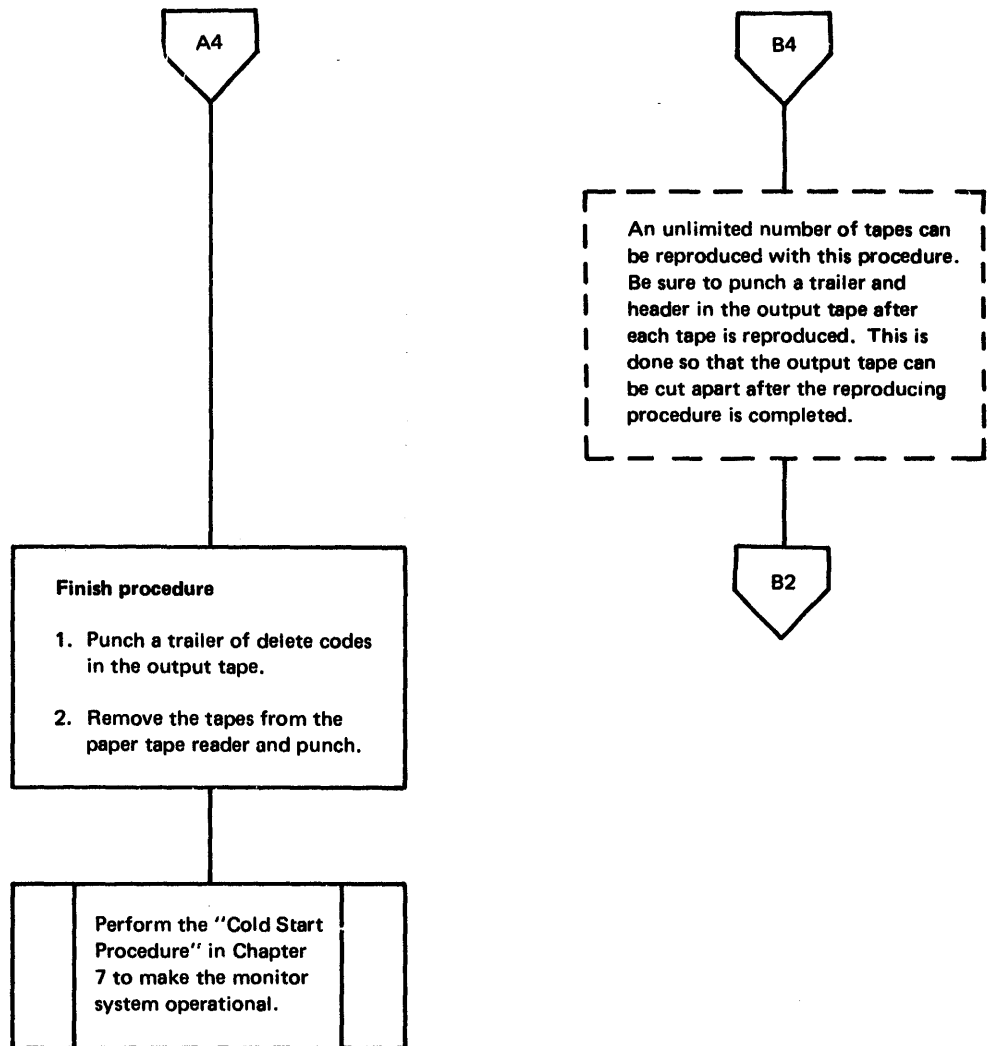 A4
Finish procedure
1. Punch a trailer of delete codes
in the output tape.
2. Remove the tapes from the
paper tape reader and punch.
Perform the "Cold Start
Procedure" in Chapter
7 to make the monitor
system operational.
B4
An unlimited number of tapes can
be reproduced with this procedure.
Be sure to punch a trailer and
header in the output tape after
each tape is reproduced. This is
done so that the output tape can
be cut apart after the reproducing
procedure is completed.
B2